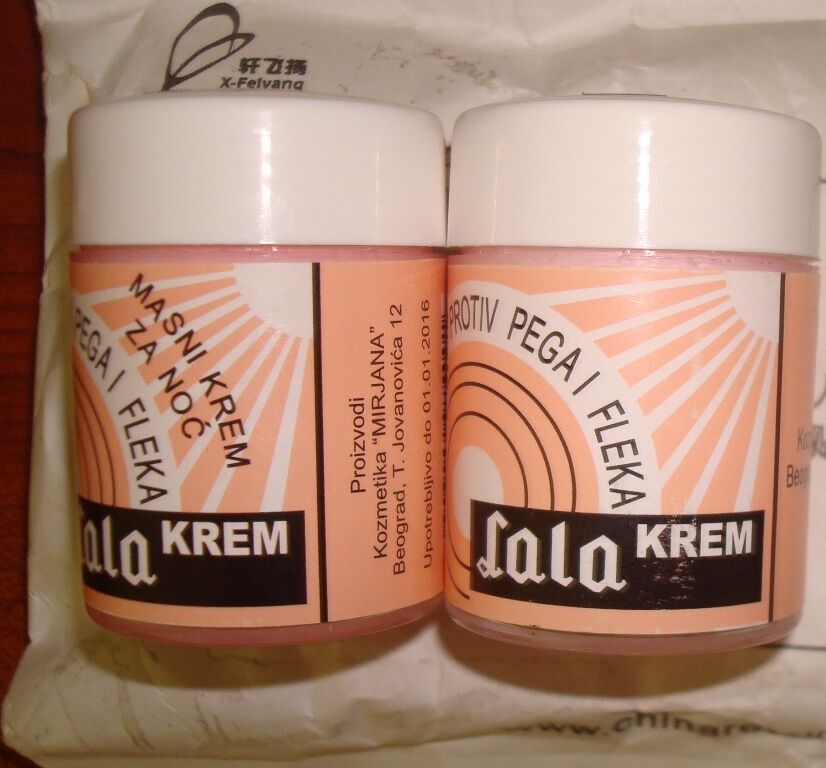 轩飞扬
X-Feiyang
MASNI KREM
ZA NOĆ
PEGA I FLEKA
Lala KREM
Proizvodi
Kozmetika "MIRJANA"
Beograd, T. Jovanovića 12
Upotrebljivo do 01.01.2016
PROTIV PEGA I FLEKA
Lala KREM